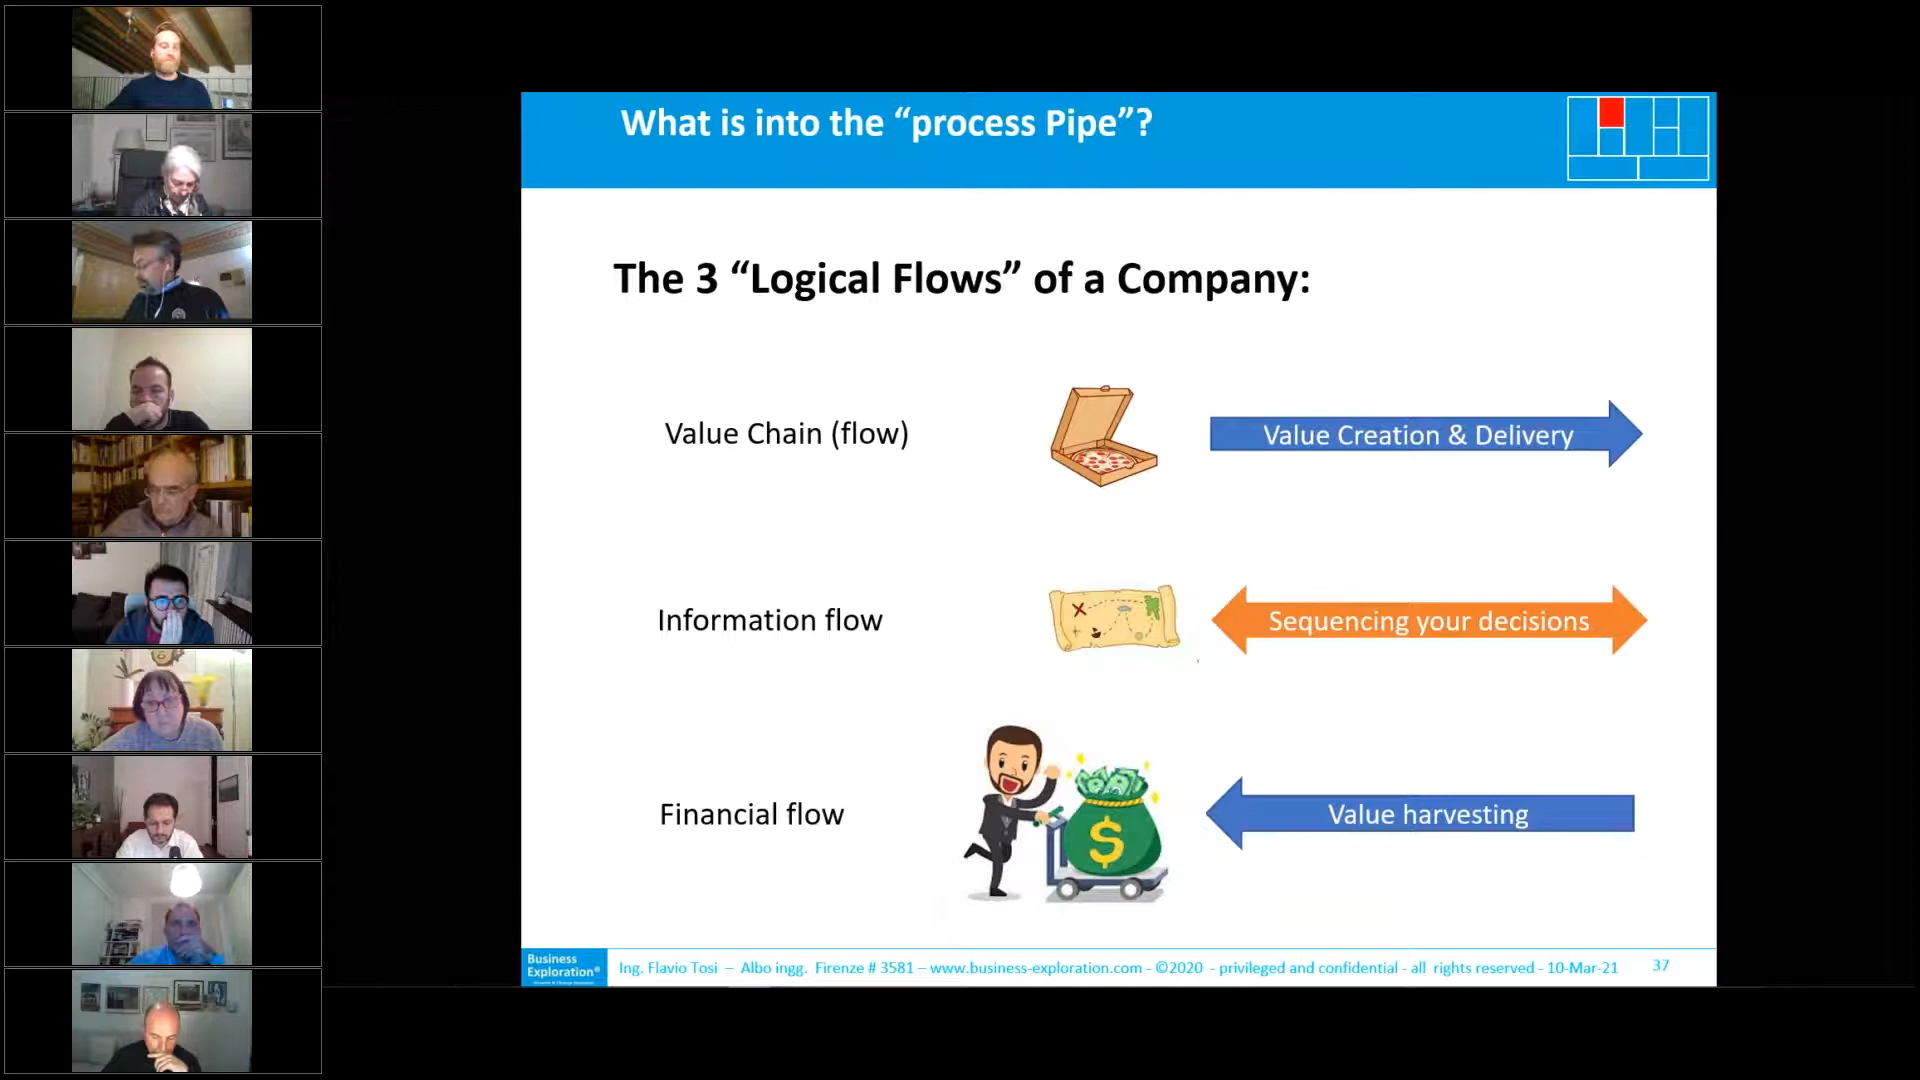 What is into the “process Pipe”?
The 3 “Logical Flows” of a Company:
Value Chain (flow)
Value Creation & Delivery
Information flow
Sequencing your decisions
Financial flow
$
Value harvesting
Business
Exploration®
Ing. Flavio Tosi – Albo ingg. Firenze # 3581 – www.business-exploration.com - ©2020 - privileged and confidential - all rights reserved - 10-Mar-21
37